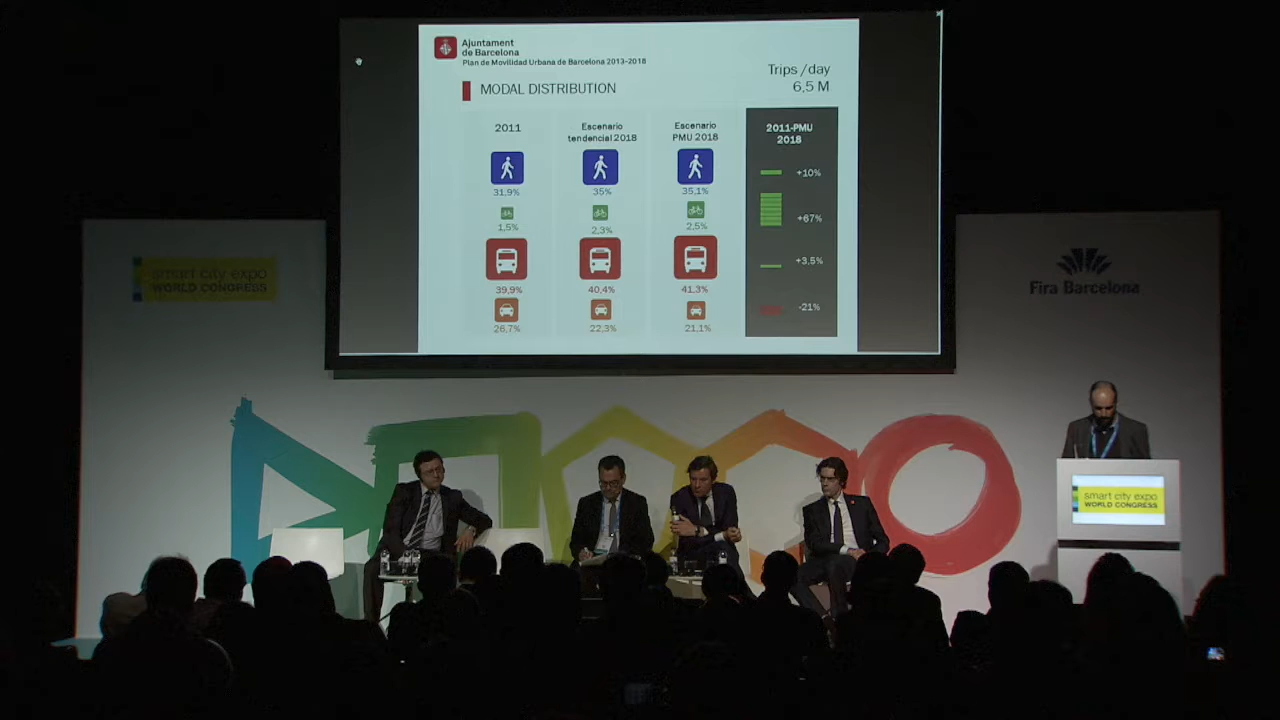 Ajuntament
de Barcelona
Plan de Movilidad Urbana de Barcelona 2013-2018
Trips /day
6,5 M
MODAL DISTRIBUTION
2011
Escenario
tendencial 2018
Escenario
PMU 2018
2011-PMU
2018
31,9%
35%
35,1%
+10%
1,5%
2,3%
2,5%
+67%
39,9%
40,4%
41,3%
+3,5%
26,7%
22,3%
21,1%
-21%
smart city expo
WORLD CONGRESS
Fira Barcelona
smart city expo
WORLD CONGRESS